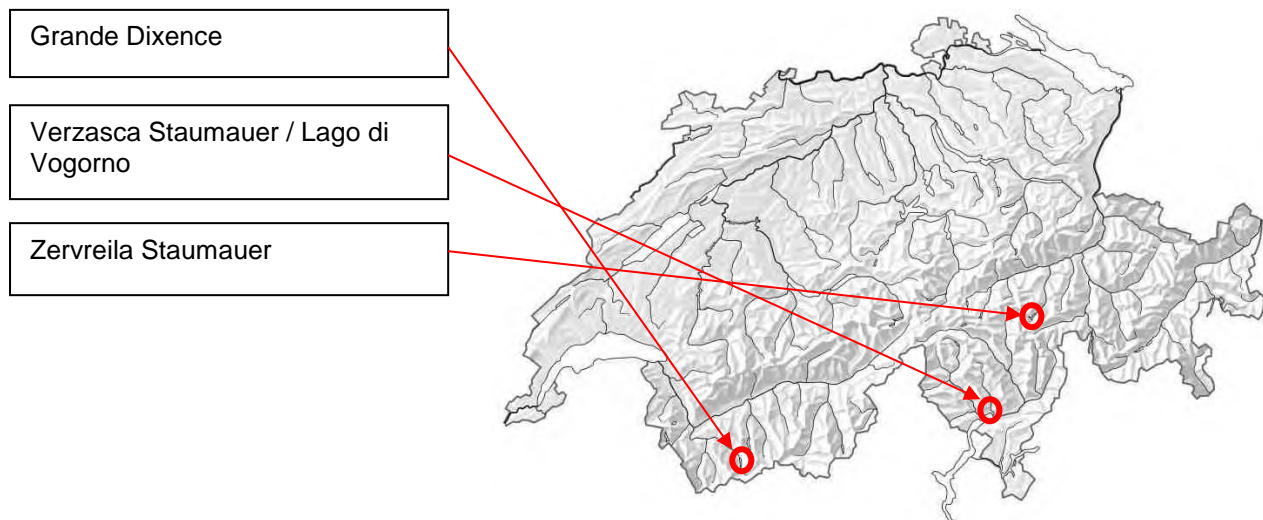 Grande Dixence
Verzasca Staumauer / Lago di
Vogorno
Zervreila Staumauer